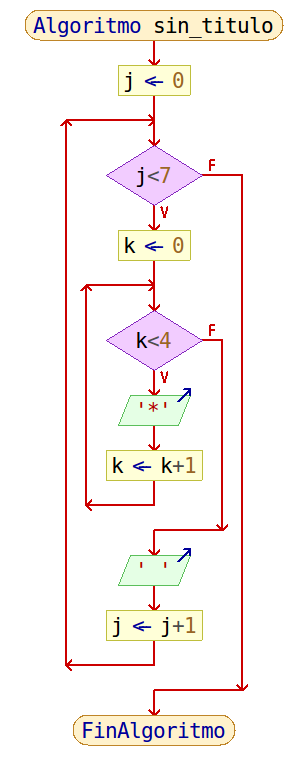 Algoritmo sin_titulo
j ← 0
j<7
F
V
k ← 0
k<4
F
V
'*'
k ← k+1
' '
j ← j+1
FinAlgoritmo